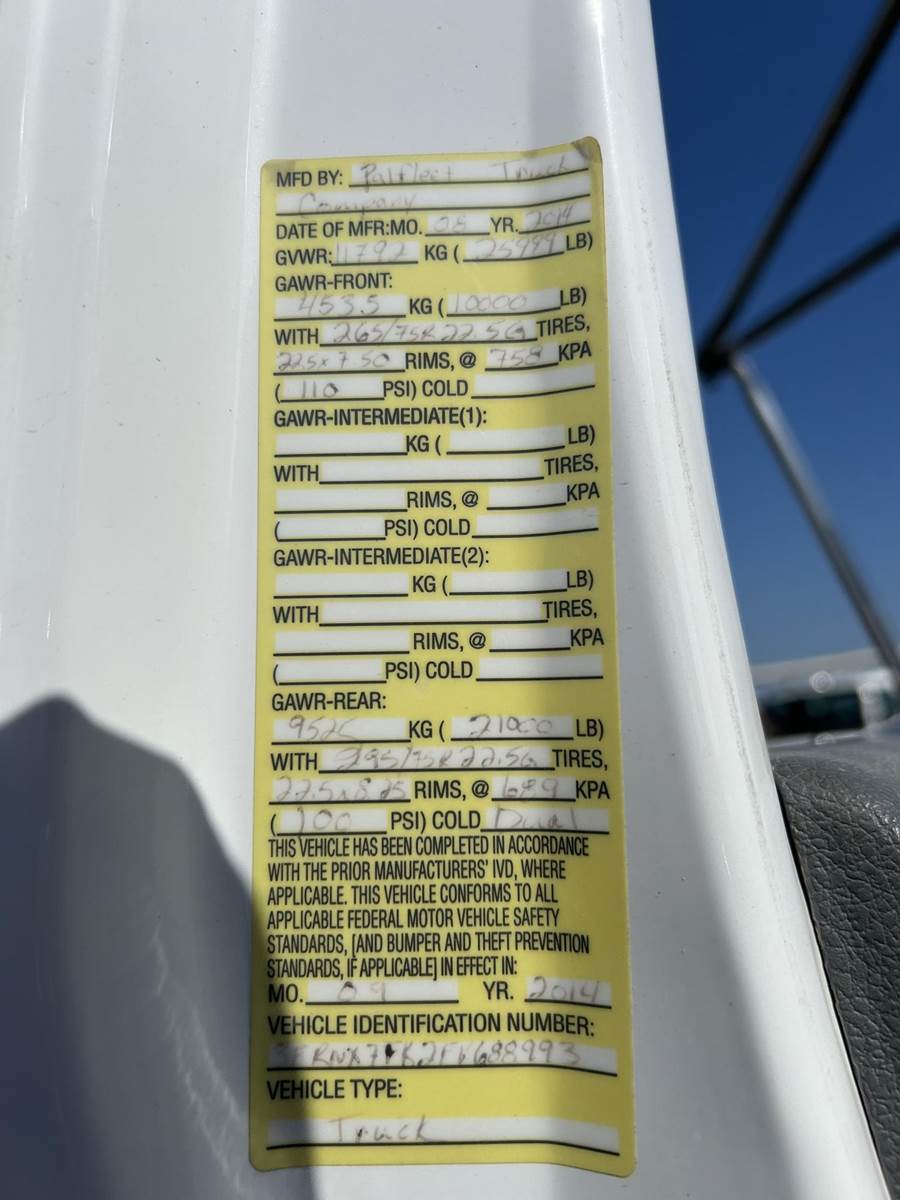 MFD BY: Palfleet Truck
Company
DATE OF MFR:MO. 08 YR. 2014
GVWR: 11792 KG ( 25999 LB)
GAWR-FRONT:
4535 KG ( 10000 LB)
WITH 265/75R 22.5G TIRES,
22.5x7.50 RIMS, @ 758 KPA
( 110 PSI) COLD
GAWR-INTERMEDIATE(1):
KG ( LB)
WITH TIRES,
RIMS, @ KPA
( PSI) COLD
GAWR-INTERMEDIATE(2):
KG ( LB)
WITH TIRES,
RIMS, @ KPA
( PSI) COLD
GAWR-REAR:
KG ( 21000 LB)
WITH TIRES,
22.5x8.25 RIMS, @ 689 KPA
( 100 PSI) COLD Dual
THIS VEHICLE HAS BEEN COMPLETED IN ACCORDANCE
WITH THE PRIOR MANUFACTURERS' IVD, WHERE
APPLICABLE. THIS VEHICLE CONFORMS TO ALL
APPLICABLE FEDERAL MOTOR VEHICLE SAFETY
STANDARDS, [AND BUMPER AND THEFT PREVENTION
STANDARDS, IF APPLICABLE] IN EFFECT IN:
MO. 09 YR. 2014
VEHICLE IDENTIFICATION NUMBER:
VEHICLE TYPE:
Truck